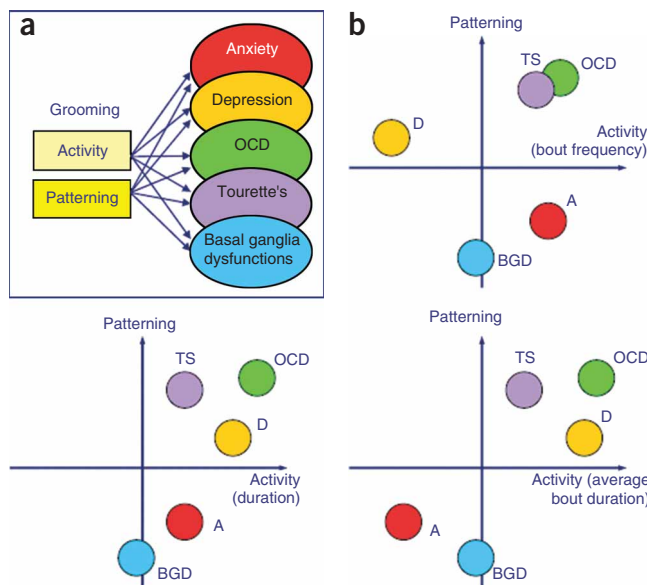 a
Grooming
Activity
Patterning
Anxiety
Depression
OCD
Tourette's
Basal ganglia
dysfunctions
b
Patterning
TS
OCD
D
Activity
(bout frequency)
A
BGD
Patterning
TS
OCD
D
Activity
(duration)
A
BGD
Patterning
TS
OCD
D
Activity (average
bout duration)
A
BGD